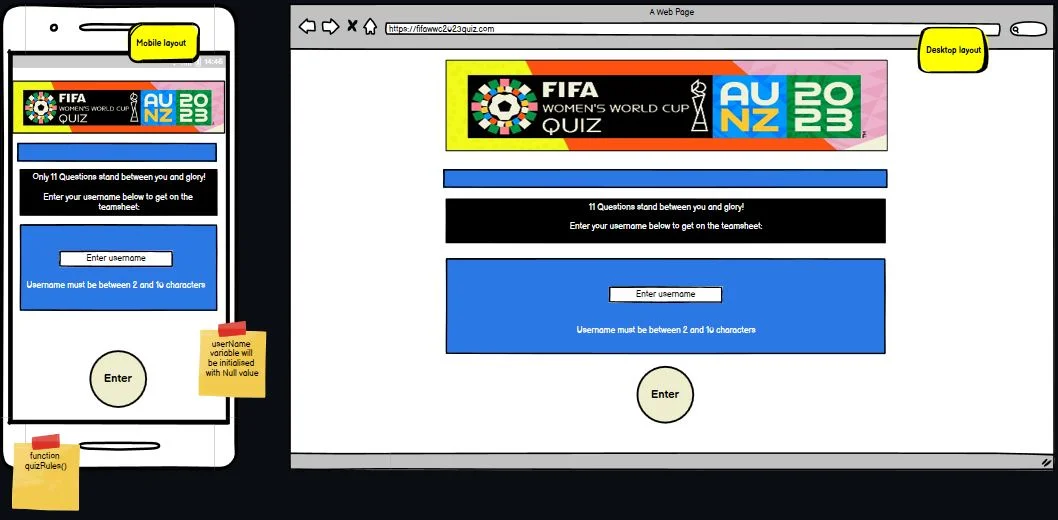 Mobile layout
14:46
FIFA
WOMEN'S WORLD CUP
QUIZ
AU
NZ
20
23
Only 11 Questions stand between you and glory!
Enter your username below to get on the
teamsheet:
Enter username
Username must be between 2 and 10 characters
userName
variable will
be initialised
with Null value
Enter
function
quizRules()
A Web Page
https://fifawwc2023quiz.com
Desktop layout
FIFA
WOMEN'S WORLD CUP
QUIZ
AU
NZ
20
23
11 Questions stand between you and glory!
Enter your username below to get on the teamsheet:
Enter username
Username must be between 2 and 10 characters
Enter